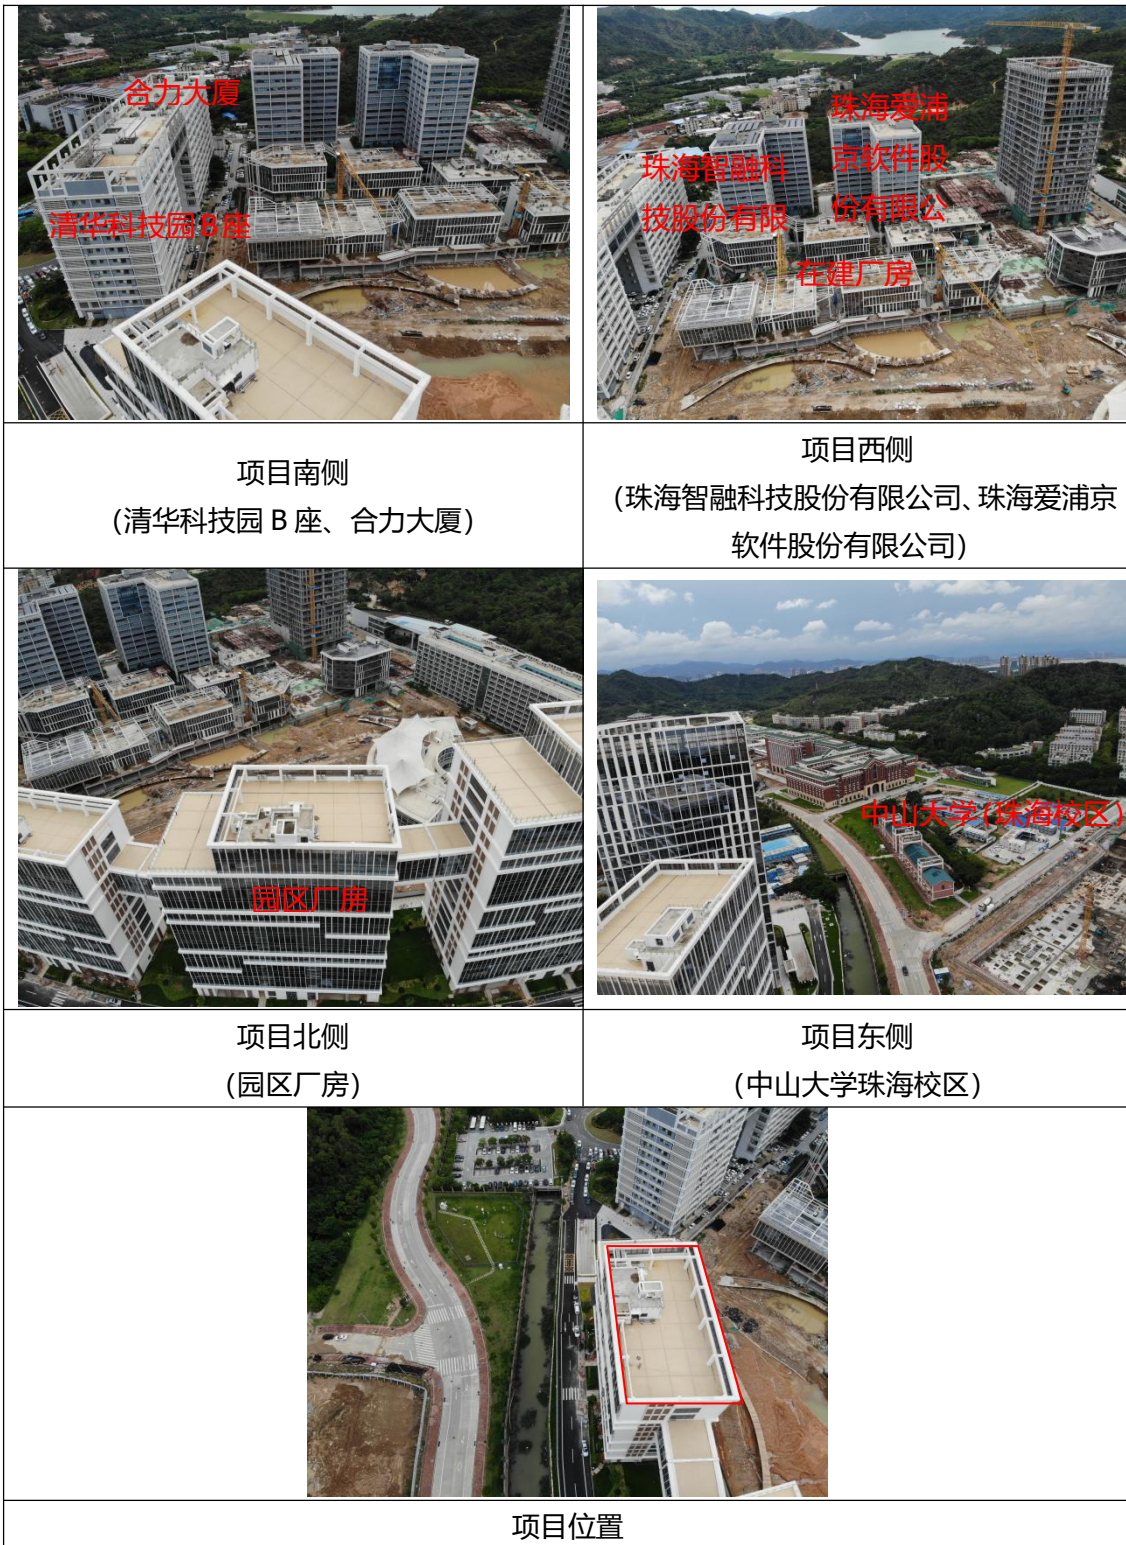 合力大厦
清华科技园B座
珠海爱浦
京软件股
份有限公
珠海智融科
技股份有限
在建厂房
项目南侧
（清华科技园 B 座、合力大厦）
项目西侧
（珠海智融科技股份有限公司、珠海爱浦京
软件股份有限公司）
园区厂房
中山大学(珠海校区)
项目北侧
（园区厂房）
项目东侧
（中山大学珠海校区）
项目位置